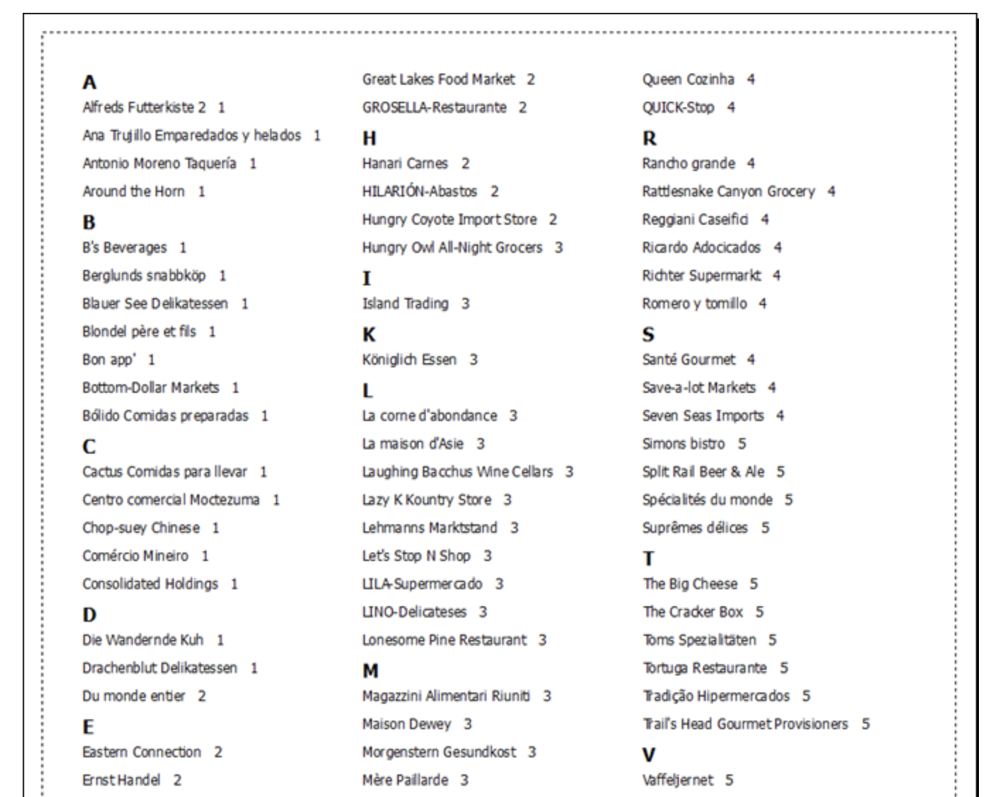 A
Alfreds Futterkiste 2 1
Ana Trujillo Emparedados y helados 1
Antonio Moreno Taquería 1
Around the Horn 1
B
B's Beverages 1
Berglunds snabbköp 1
Blauer See Delikatessen 1
Blondel père et fils 1
Bon app' 1
Bottom-Dollar Markets 1
Bólido Comidas preparadas 1
C
Cactus Comidas para llevar 1
Centro comercial Moctezuma 1
Chop-suey Chinese 1
Comércio Mineiro 1
Consolidated Holdings 1
D
Die Wandernde Kuh 1
Drachenblut Delikatessen 1
Du monde entier 2
E
Eastern Connection 2
Ernst Handel 2
Great Lakes Food Market 2
GROSELLA-Restaurante 2
H
Hanari Carnes 2
HILARIÓN-Abastos 2
Hungry Coyote Import Store 2
Hungry Owl All-Night Grocers 3
I
Island Trading 3
K
Königlich Essen 3
L
La corne d'abondance 3
La maison d'Asie 3
Laughing Bacchus Wine Cellars 3
Lazy K Kountry Store 3
Lehmanns Marktstand 3
Let's Stop N Shop 3
LILA-Supermercado 3
LINO-Delicateses 3
Lonesome Pine Restaurant 3
M
Magazzini Alimentari Riuniti 3
Maison Dewey 3
Morgenstern Gesundkost 3
Mère Paillarde 3
Queen Cozinha 4
QUICK-Stop 4
R
Rancho grande 4
Rattlesnake Canyon Grocery 4
Reggiani Caseifici 4
Ricardo Adocicados 4
Richter Supermarkt 4
Romero y tomillo 4
S
Santé Gourmet 4
Save-a-lot Markets 4
Seven Seas Imports 4
Simons bistro 5
Split Rail Beer & Ale 5
Spécialités du monde 5
Suprêmes délices 5
T
The Big Cheese 5
The Cracker Box 5
Toms Spezialitäten 5
Tortuga Restaurante 5
Tradição Hipermercados 5
Trail's Head Gourmet Provisioners 5
V
Vaffeljernet 5